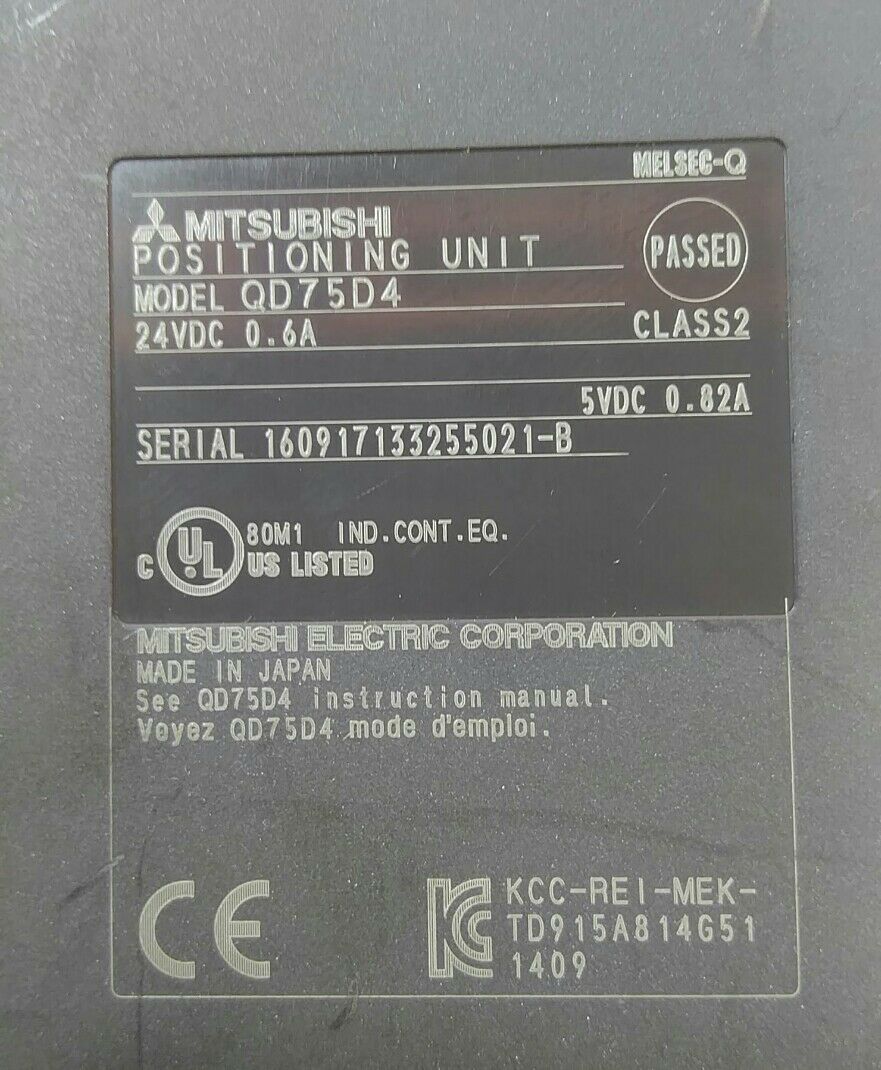 MELSEC-Q
MITSUBISHI
POSITIONING UNIT
PASSED
MODEL QD75D4
24VDC 0.6A CLASS2
5VDC 0.82A
SERIAL 160917133255021-B
C UL US LISTED
80M1 IND.CONT.EQ.
MITSUBISHI ELECTRIC CORPORATION
MADE IN JAPAN
See QD75D4 instruction manual.
Voyez QD75D4 mode d'emploi.
CE
KC
KCC-REI-MEK-
TD915A814G51
1409